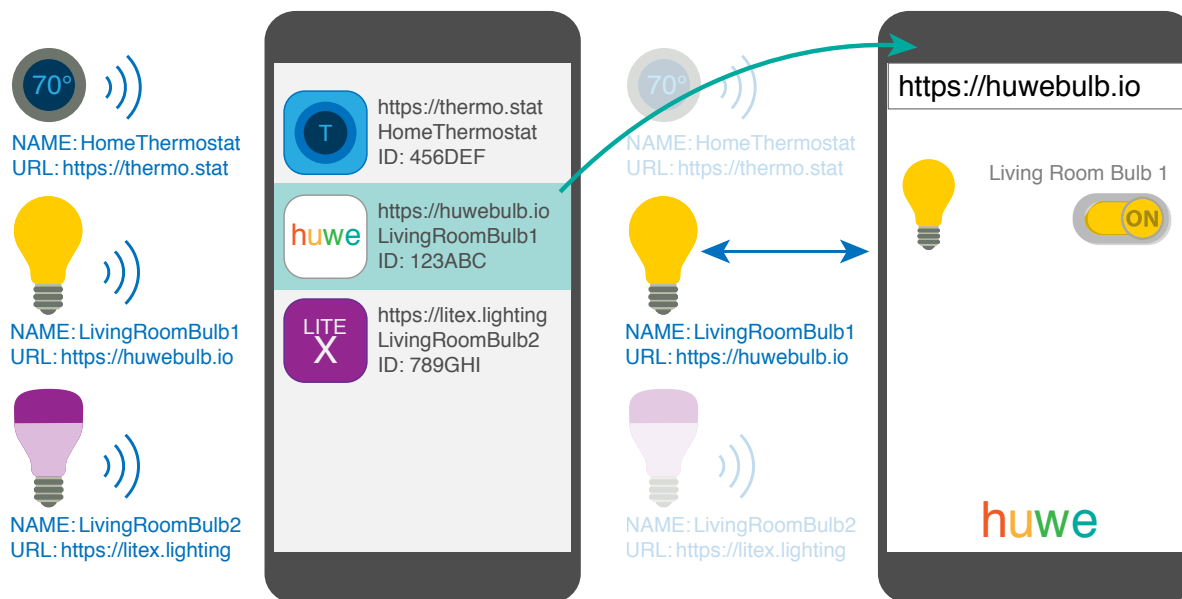 70°
NAME: HomeThermostat
URL: https://thermo.stat
NAME: LivingRoomBulb1
URL: https://huwebulb.io
NAME: LivingRoomBulb2
URL: https://litex.lighting
T
https://thermo.stat
HomeThermostat
ID: 456DEF
huwe
https://huwebulb.io
LivingRoomBulb1
ID: 123ABC
LITE
X
https://litex.lighting
LivingRoomBulb2
ID: 789GHI
70°
NAME: HomeThermostat
URL: https://thermo.stat
NAME: LivingRoomBulb1
URL: https://huwebulb.io
NAME: LivingRoomBulb2
URL: https://litex.lighting
https://huwebulb.io
Living Room Bulb 1
ON
huwe